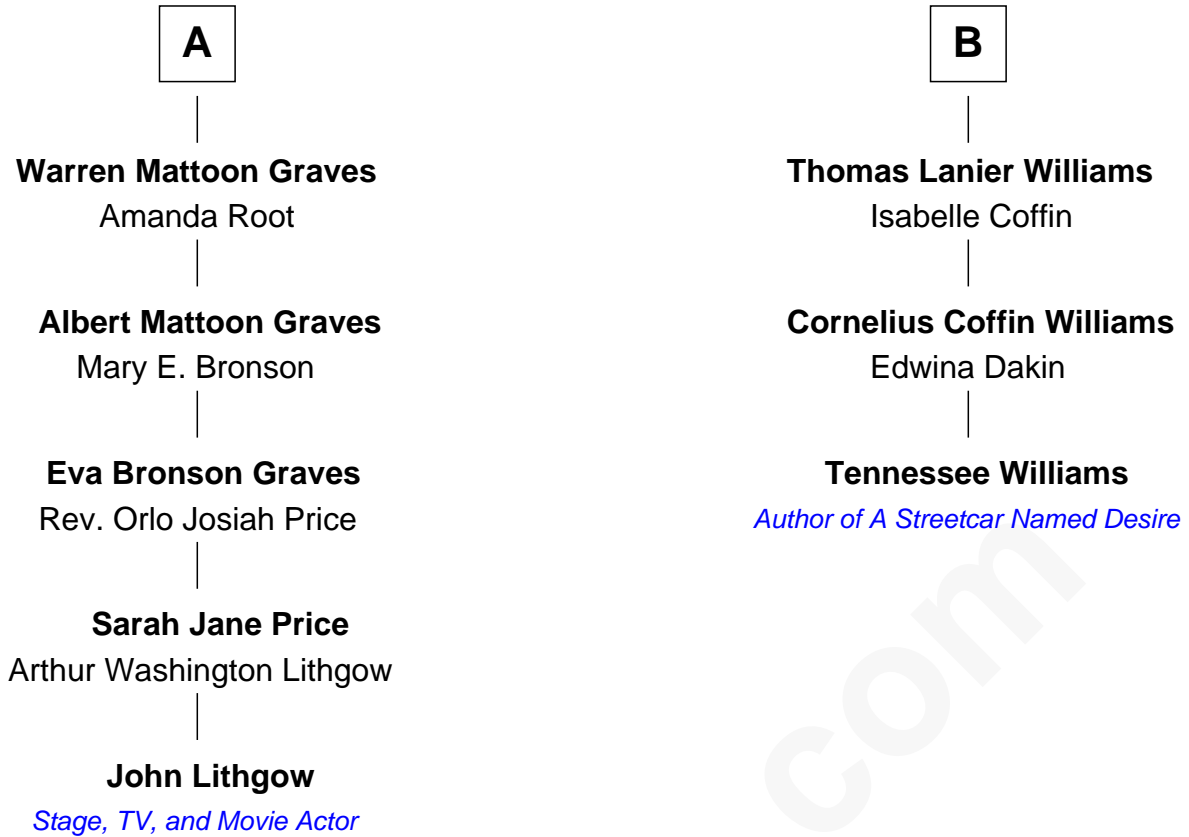 A
Warren Mattoon Graves
Amanda Root
Albert Mattoon Graves
Mary E. Bronson
Eva Bronson Graves
Rev. Orlo Josiah Price
Sarah Jane Price
Arthur Washington Lithgow
John Lithgow
Stage, TV, and Movie Actor
B
Thomas Lanier Williams
Isabelle Coffin
Cornelius Coffin Williams
Edwina Dakin
Tennessee Williams
Author of A Streetcar Named Desire
com